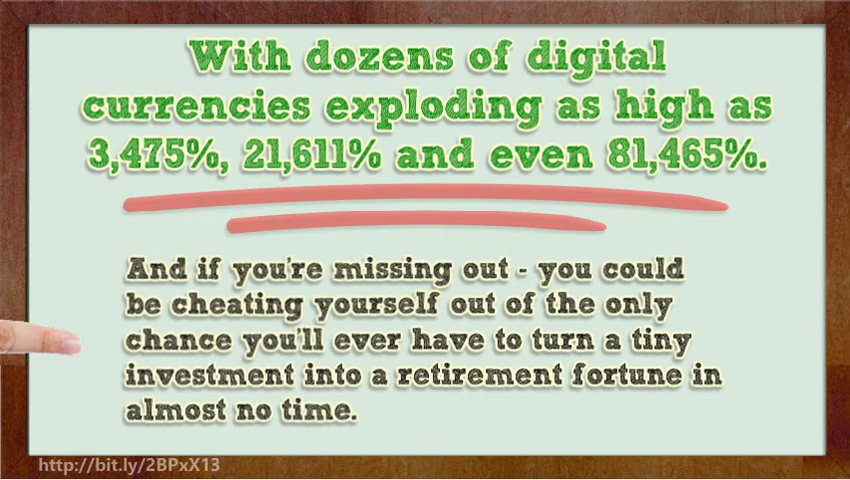 With dozens of digital
currencies exploding as high as
3,475%, 21,611% and even 81,465%.
And if you're missing out - you could
be cheating yourself out of the only
chance you'll ever have to turn a tiny
investment into a retirement fortune in
almost no time.
http://bit.ly/2BPxX13